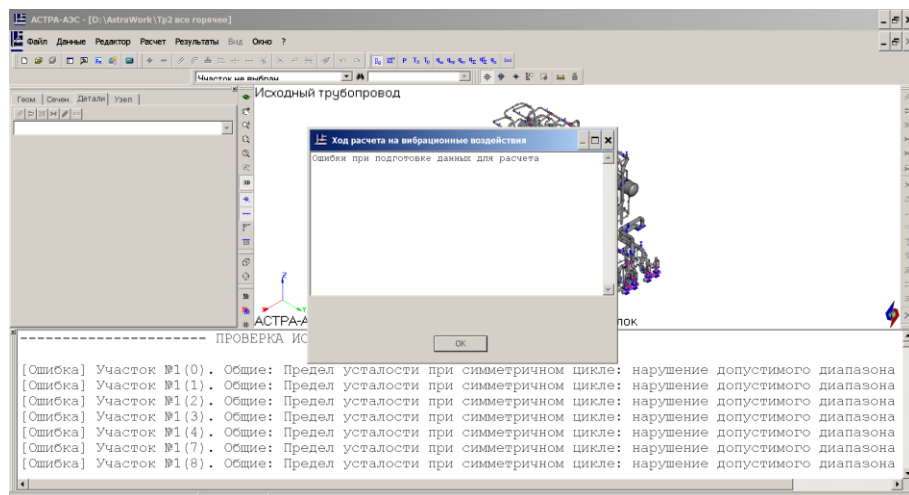 АСТРА-АЭС - [D:\AstraWork\Тр2 все горячее]
Файл Данные Редактор Расчет Результаты Вид Окно ?
P T₀ T₀
Участок не выбран
Геом. Сечен. Детали Узел
Исходный трубопровод
Ход расчета на вибрационные воздействия
Ошибки при подготовке данных для расчета
3D
Z
X
Y
АСТРА-А
лок
OK
ПРОВЕРКА ИС
[Ошибка] Участок №1(0). Общие: Предел усталости при симметричном цикле: нарушение допустимого диапазона
[Ошибка] Участок №1(1). Общие: Предел усталости при симметричном цикле: нарушение допустимого диапазона
[Ошибка] Участок №1(2). Общие: Предел усталости при симметричном цикле: нарушение допустимого диапазона
[Ошибка] Участок №1(3). Общие: Предел усталости при симметричном цикле: нарушение допустимого диапазона
[Ошибка] Участок №1(4). Общие: Предел усталости при симметричном цикле: нарушение допустимого диапазона
[Ошибка] Участок №1(7). Общие: Предел усталости при симметричном цикле: нарушение допустимого диапазона
[Ошибка] Участок №1(8). Общие: Предел усталости при симметричном цикле: нарушение допустимого диапазона